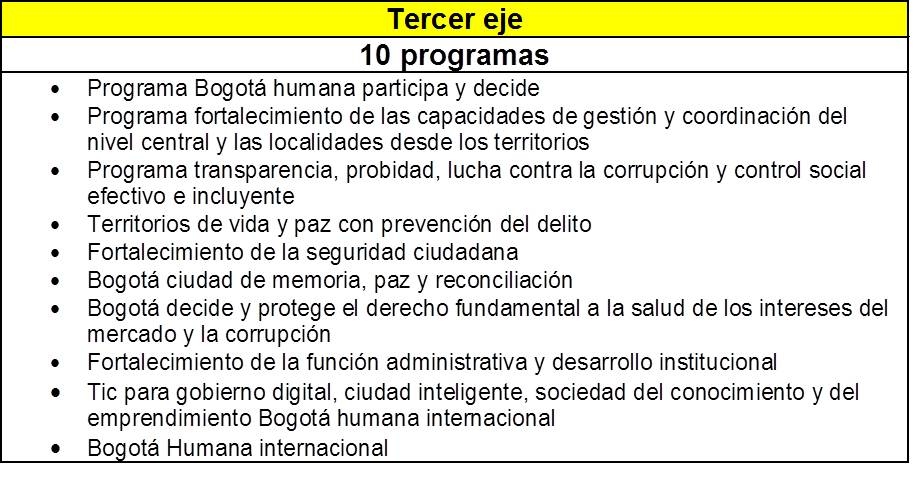 Tercer eje
10 programas
• Programa Bogotá humana participa y decide
• Programa fortalecimiento de las capacidades de gestión y coordinación del
nivel central y las localidades desde los territorios
• Programa transparencia, probidad, lucha contra la corrupción y control social
efectivo e incluyente
• Territorios de vida y paz con prevención del delito
• Fortalecimiento de la seguridad ciudadana
• Bogotá ciudad de memoria, paz y reconciliación
• Bogotá decide y protege el derecho fundamental a la salud de los intereses del
mercado y la corrupción
• Fortalecimiento de la función administrativa y desarrollo institucional
• Tic para gobierno digital, ciudad inteligente, sociedad del conocimiento y del
emprendimiento Bogotá humana internacional
• Bogotá Humana internacional